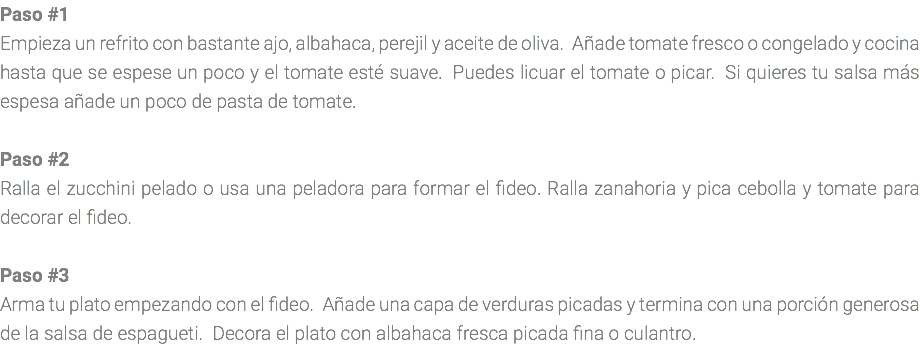 Paso #1
Empieza un refrito con bastante ajo, albahaca, perejil y aceite de oliva.  Añade tomate fresco o congelado y cocina
hasta que se espese un poco y el tomate esté suave.  Puedes licuar el tomate o picar.  Si quieres tu salsa más
espesa añade un poco de pasta de tomate.
Paso #2
Ralla el zucchini pelado o usa una peladora para formar el fideo. Ralla zanahoria y pica cebolla y tomate para
decorar el fideo.
Paso #3
Arma tu plato empezando con el fideo.  Añade una capa de verduras picadas y termina con una porción generosa
de la salsa de espagueti.  Decora el plato con albahaca fresca picada fina o culantro.